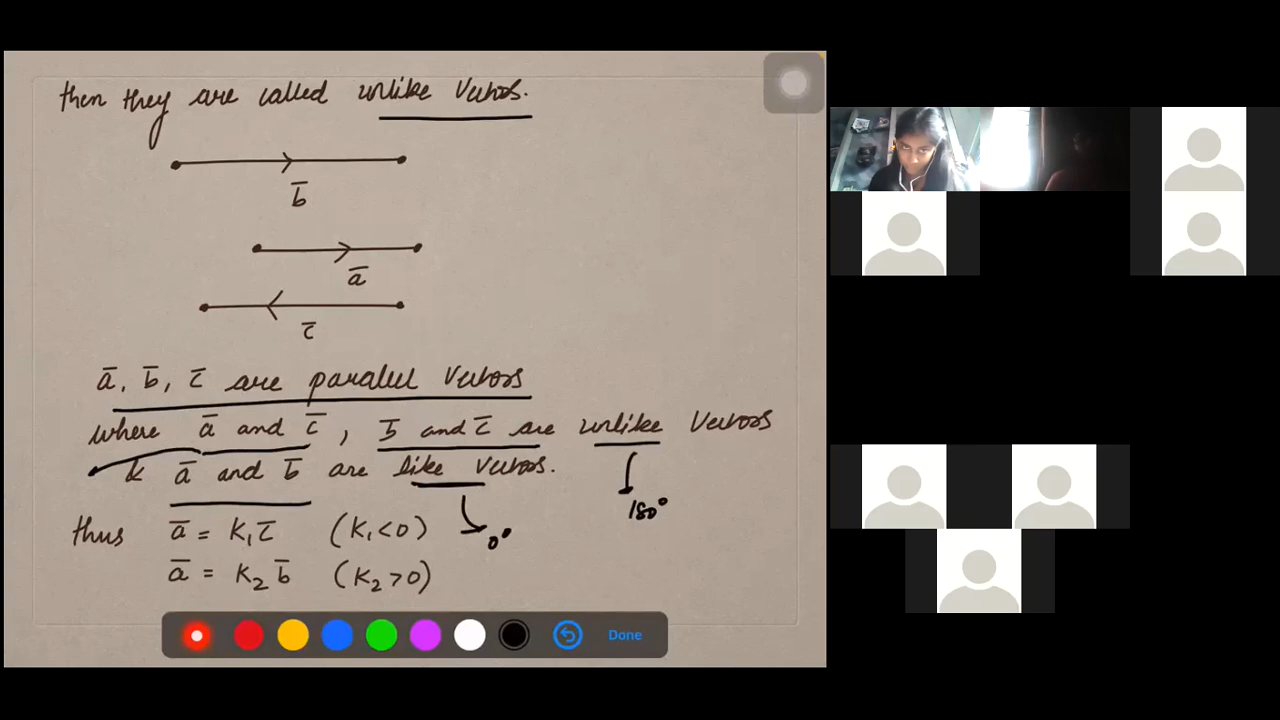 then they are called unlike Vectors.
b̄
ā
c̄
ā, b̄, c̄ are parallel Vectors
where ā and c̄, b̄ and c̄ are unlike Vectors
& ā and b̄ are like Vectors.
180°
thus ā = K₁c̄ (K₁<0) 0°
ā = K₂ b̄ (K₂>0)
Done